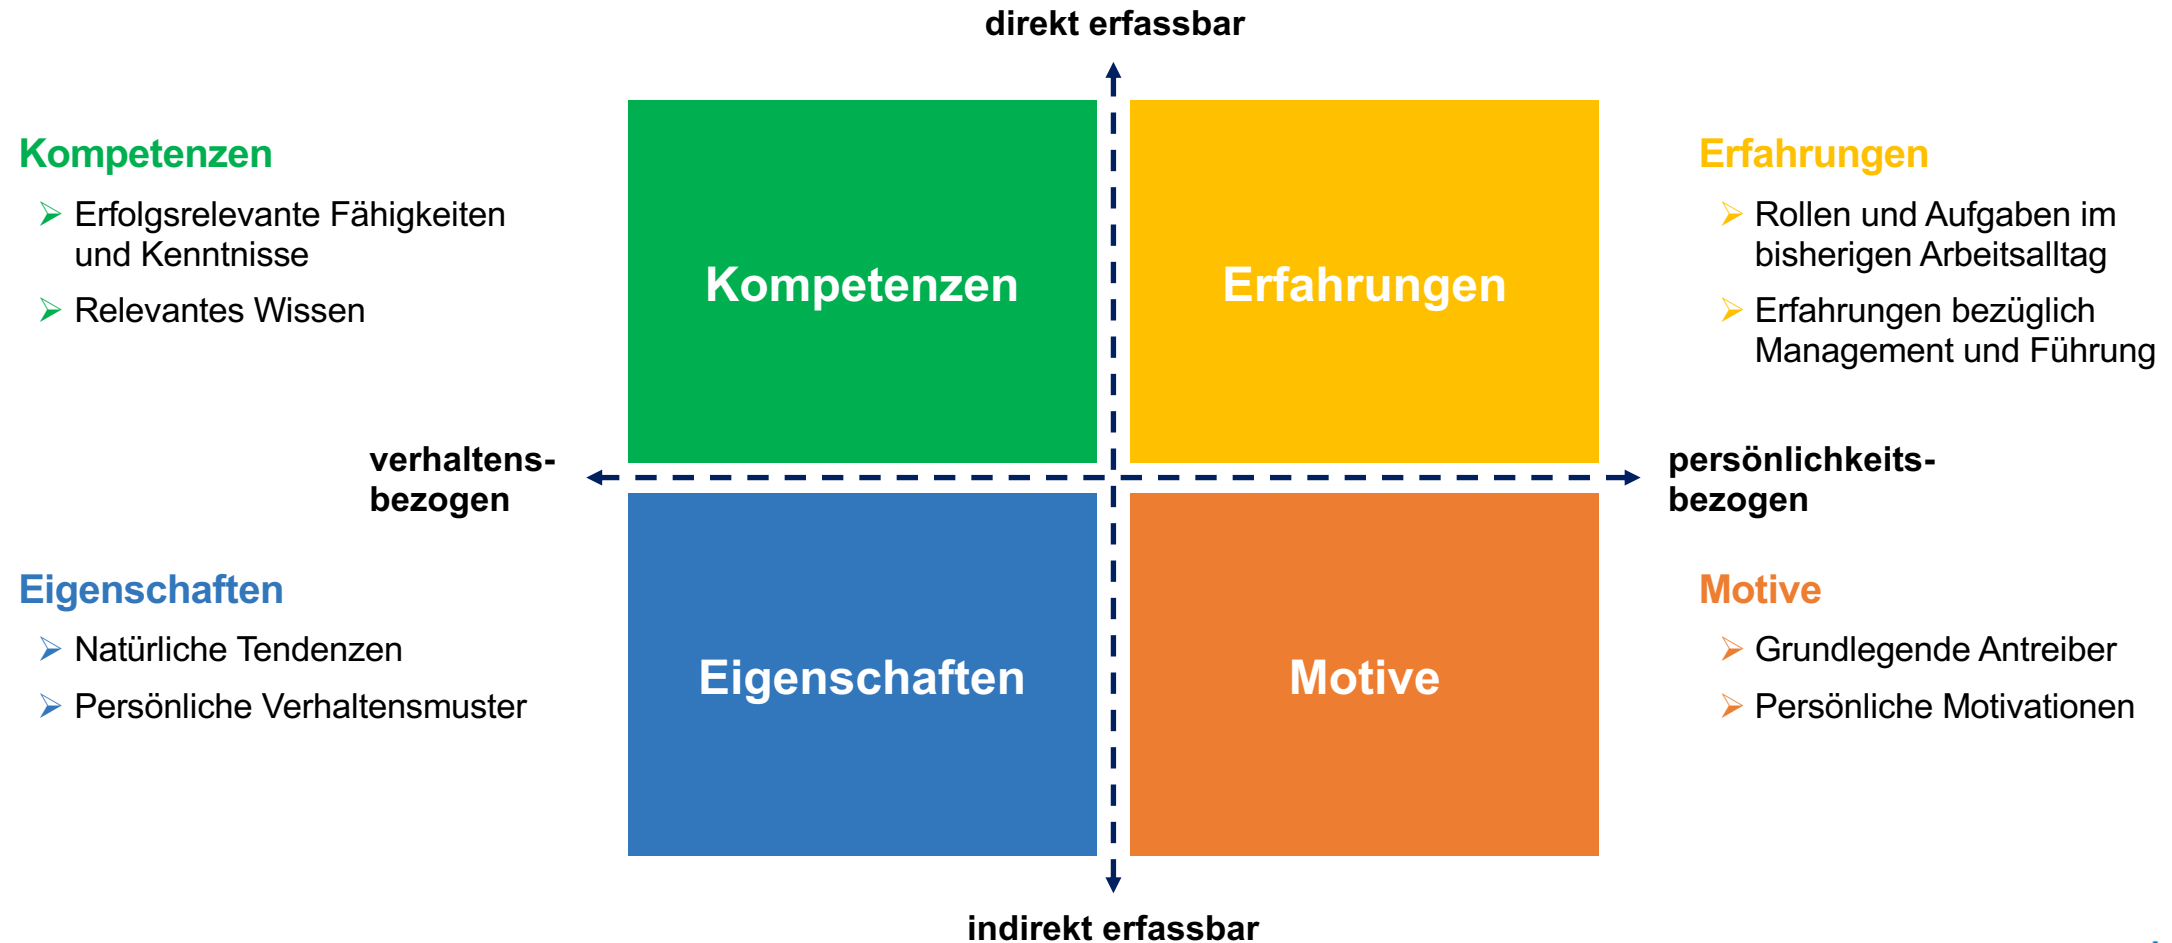 direkt erfassbar
Kompetenzen
Erfolgsrelevante Fähigkeiten
und Kenntnisse
Relevantes Wissen
Kompetenzen
Erfahrungen
Erfahrungen
Rollen und Aufgaben im
bisherigen Arbeitsalltag
Erfahrungen bezüglich
Management und Führung
verhaltens-
bezogen
persönlichkeits-
bezogen
Eigenschaften
Natürliche Tendenzen
Persönliche Verhaltensmuster
Eigenschaften
Motive
Motive
Grundlegende Antreiber
Persönliche Motivationen
indirekt erfassbar